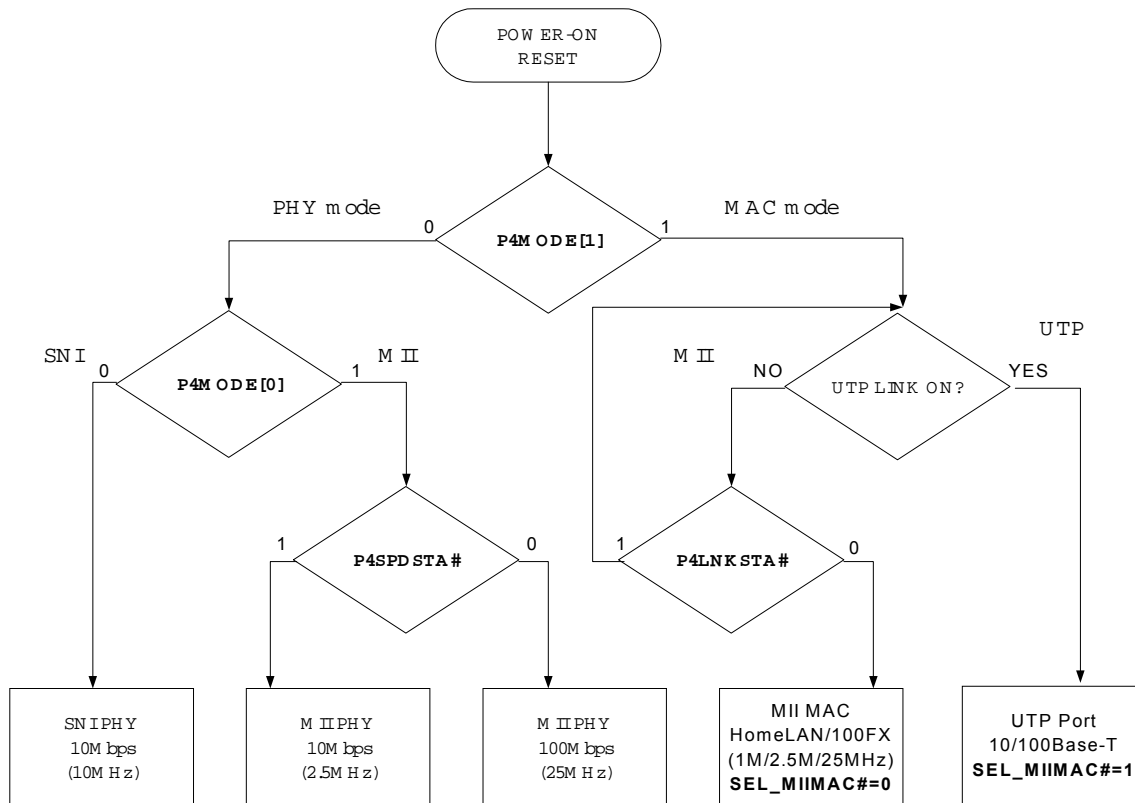 POWER-ON
RESET
PHY mode
MAC mode
0
1
P4MODE[1]
SNI
MII
MII
UTP
0
1
NO
YES
P4MODE[0]
UTP LINK ON?
1
0
1
0
P4SPDSTA#
P4LNKSTA#
SNI PHY
10Mbps
(10MHz)
MII PHY
10Mbps
(2.5MHz)
MII PHY
100Mbps
(25MHz)
MII MAC
HomeLAN/100FX
(1M/2.5M/25MHz)
SEL_MIIMAC#=0
UTP Port
10/100Base-T
SEL_MIIMAC#=1